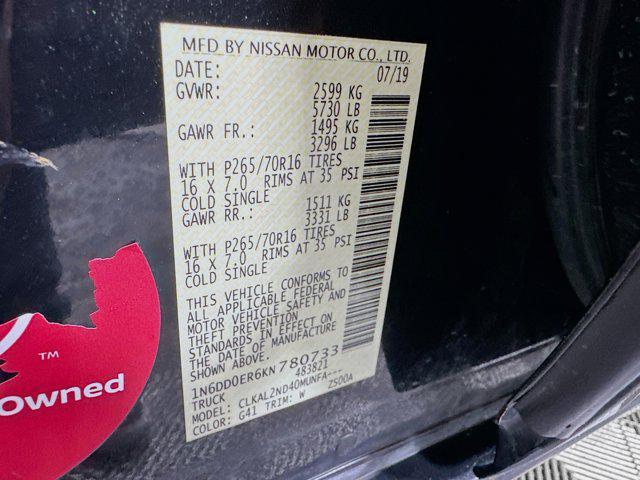 MFD BY NISSAN MOTOR CO., LTD.
DATE: 07/19
GVWR: 2599 KG
5730 LB
GAWR FR.: 1495 KG
3296 LB
WITH P265/70R16 TIRES
16 X 7.0 RIMS AT 35 PSI
COLD SINGLE
GAWR RR.: 1511 KG
3331 LB
WITH P265/70R16 TIRES
16 X 7.0 RIMS AT 35 PSI
COLD SINGLE
THIS VEHICLE CONFORMS TO
ALL APPLICABLE FEDERAL
MOTOR VEHICLE SAFETY AND
THEFT PREVENTION
STANDARDS IN EFFECT ON
THE DATE OF MANUFACTURE
SHOWN ABOVE.
1N6DD0ER6KN 780733
TRUCK 483821
MODEL: CLKAL2ND40MUNFA---
COLOR: G41 TRIM: W ZS00A
TM
owned